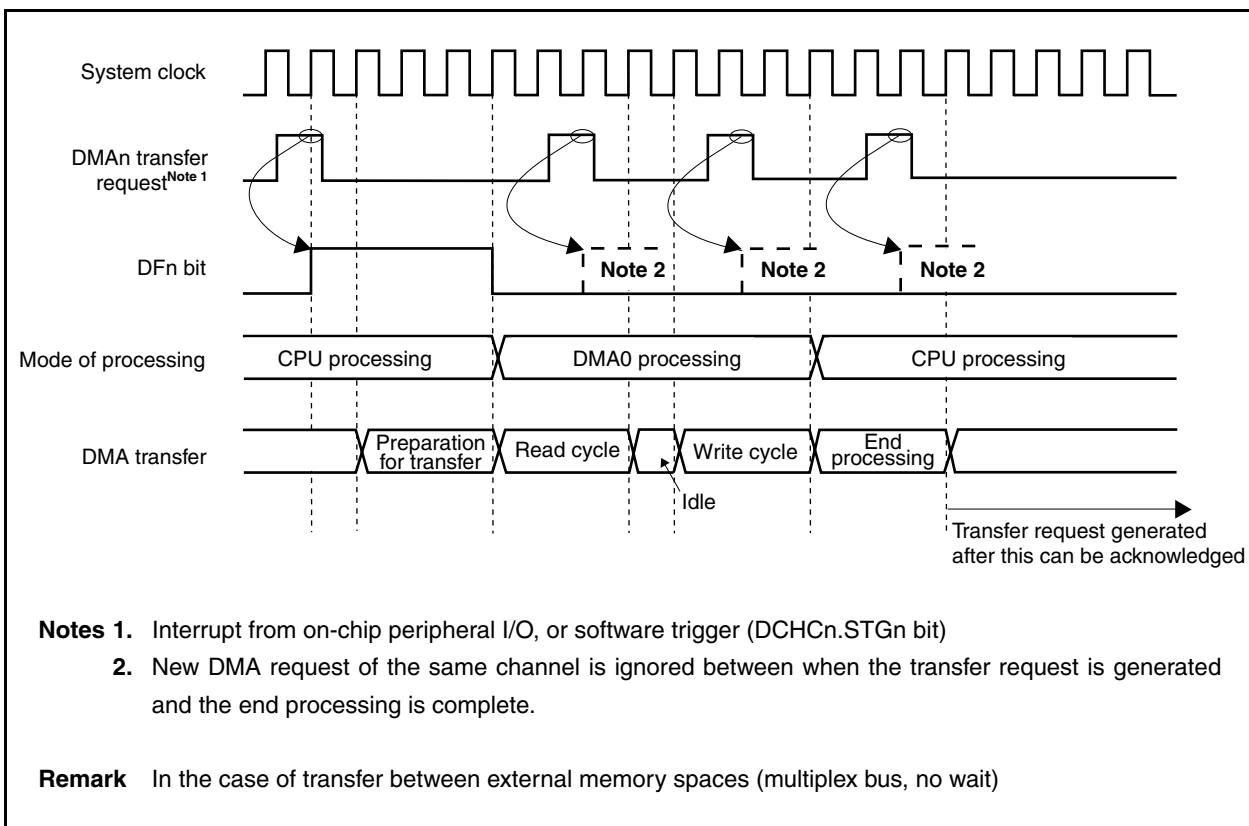 System clock
DMAn transfer
request Note 1
DFn bit
Note 2
Note 2
Note 2
Mode of processing
CPU processing
DMA0 processing
CPU processing
DMA transfer
Preparation
for transfer
Read cycle
Idle
Write cycle
End
processing
Transfer request generated
after this can be acknowledged
Notes 1. Interrupt from on-chip peripheral I/O, or software trigger (DCHCn.STGn bit)
2. New DMA request of the same channel is ignored between when the transfer request is generated
and the end processing is complete.
Remark In the case of transfer between external memory spaces (multiplex bus, no wait)